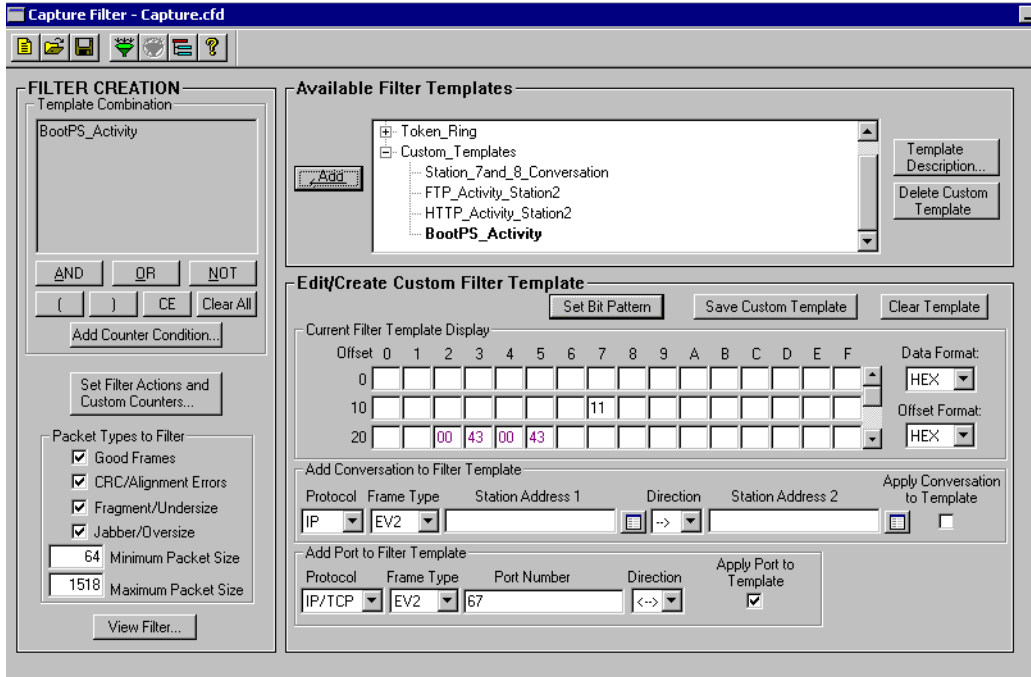 Capture Filter - Capture.cfd
FILTER CREATION
Template Combination
BootPS_Activity
AND OR NOT
( ) CE Clear All
Add Counter Condition...
Set Filter Actions and
Custom Counters...
Packet Types to Filter
Good Frames
CRC/Alignment Errors
Fragment/Undersize
Jabber/Oversize
64 Minimum Packet Size
1518 Maximum Packet Size
View Filter...
Available Filter Templates
Add
Token_Ring
Custom_Templates
Station_7and_8_Conversation
FTP_Activity_Station2
HTTP_Activity_Station2
BootPS_Activity
Template
Description...
Delete Custom
Template
Edit/Create Custom Filter Template
Set Bit Pattern Save Custom Template Clear Template
Current Filter Template Display
Offset 0 1 2 3 4 5 6 7 8 9 A B C D E F
0
10 11
20 00 43 00 43
Data Format:
HEX
Offset Format:
HEX
Add Conversation to Filter Template
Protocol Frame Type Station Address 1 Direction Station Address 2
IP EV2 -->
Apply Conversation
to Template
Add Port to Filter Template
Protocol Frame Type Port Number Direction
IP/TCP EV2 67 <-->
Apply Port to
Template